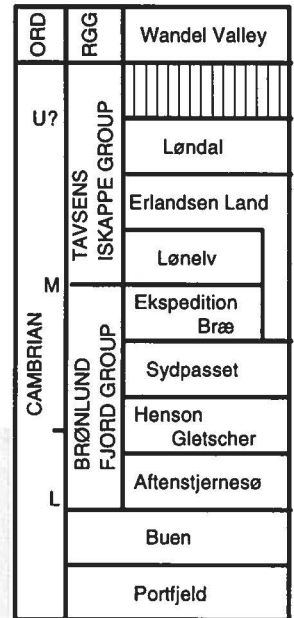 ORD
RGG
Wandel Valley
U?
M
L
CAMBRIAN
TAVSENS
ISKAPPE GROUP
BRØNLUND
FJORD GROUP
Løndal
Erlandsen Land
Lønelv
Ekspedition
Bræ
Sydpasset
Henson
Gletscher
Aftenstjernesø
Buen
Portfjeld